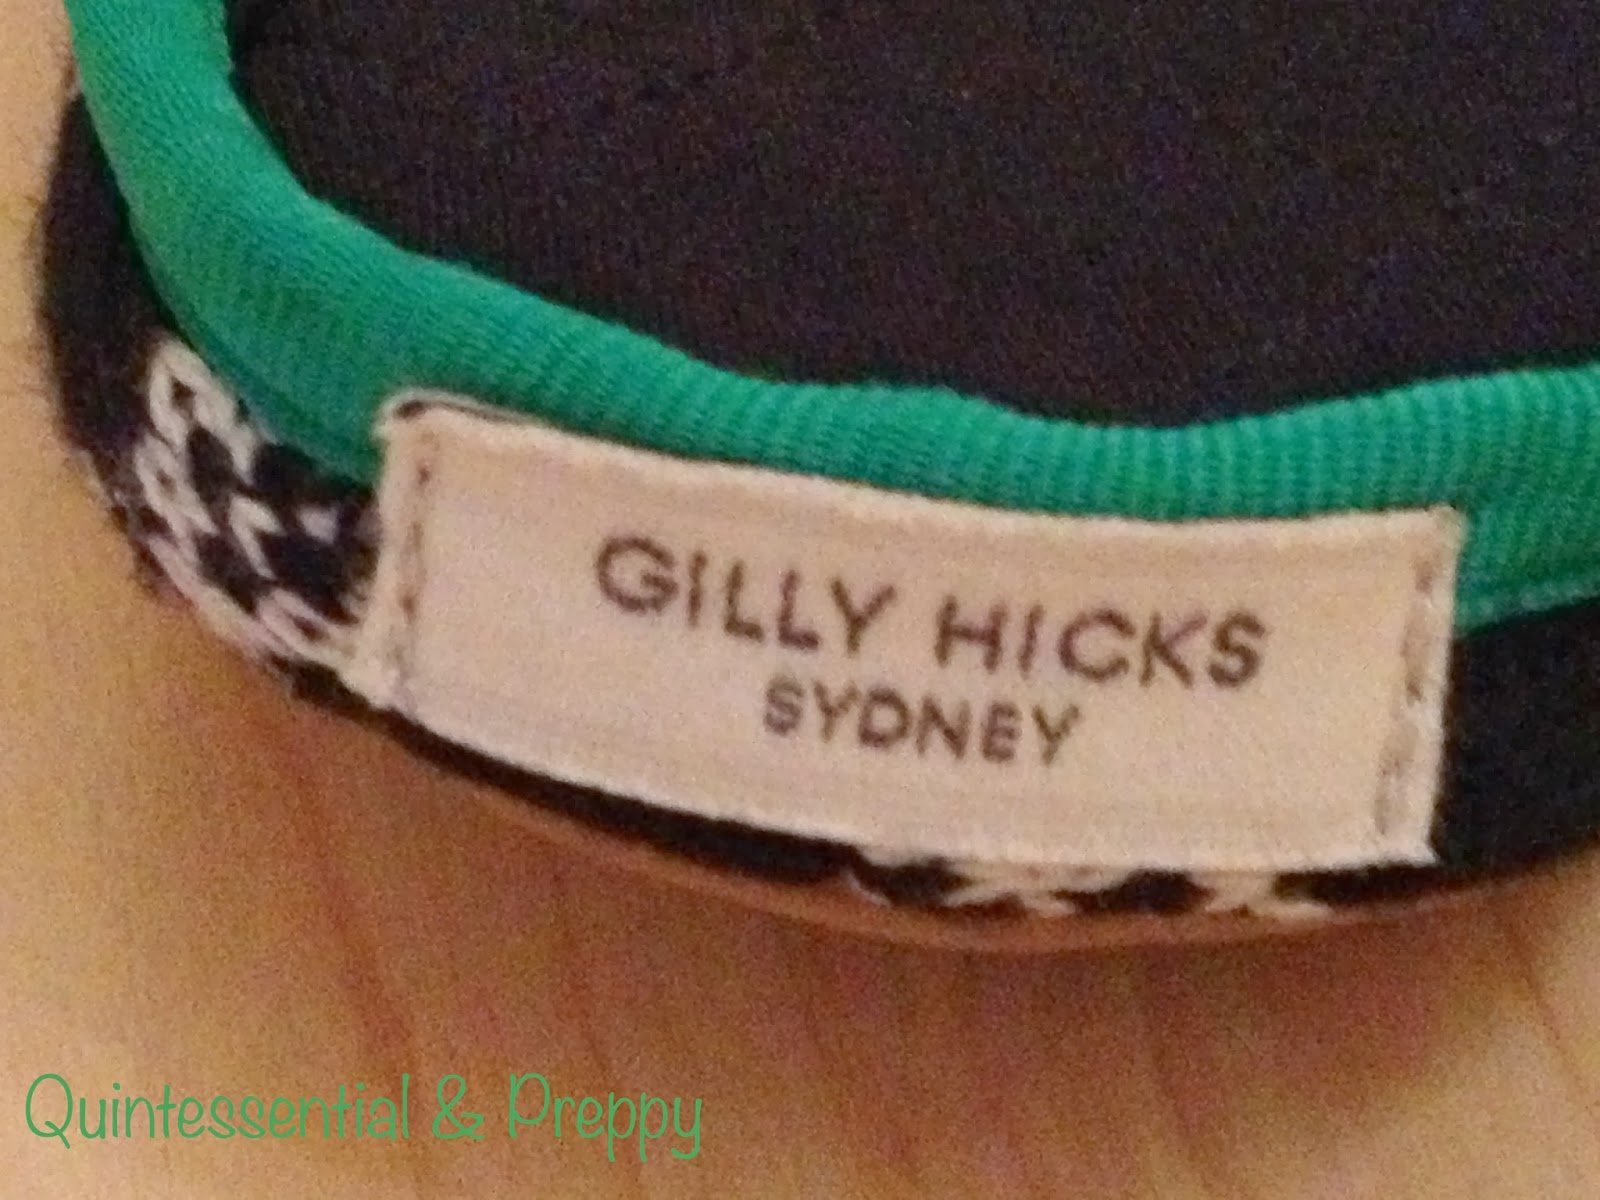 GILLY HICKS
SYDNEY
Quintessential & Preppy